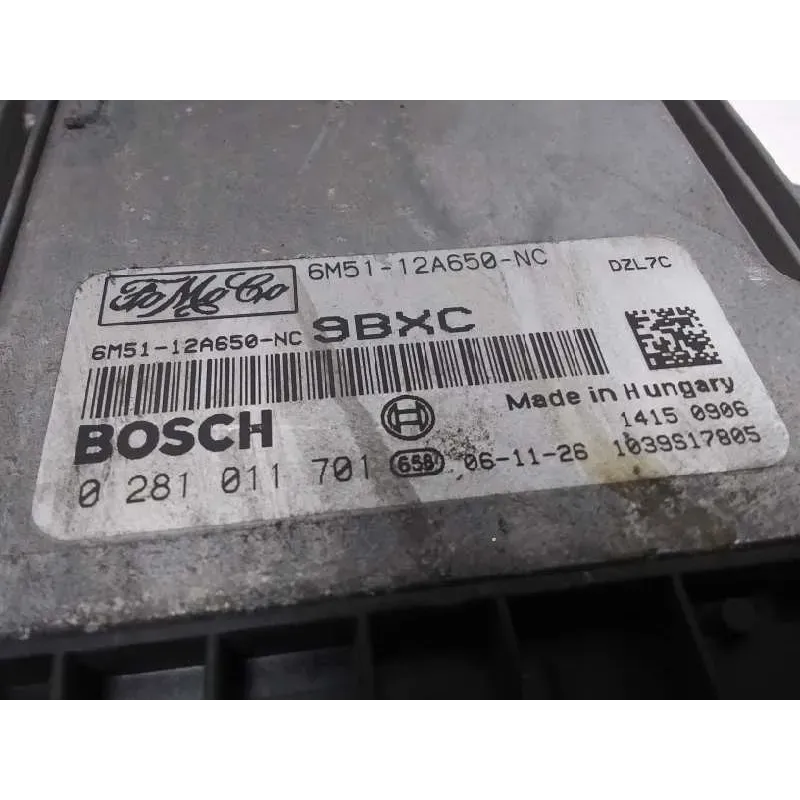 FoMoCo 6M51-12A650-NC DZL7C
6M51-12A650-NC 9BXC
Made in Hungary
BOSCH 1415 0906
0 281 011 701 658 06-11-26 1039S17805